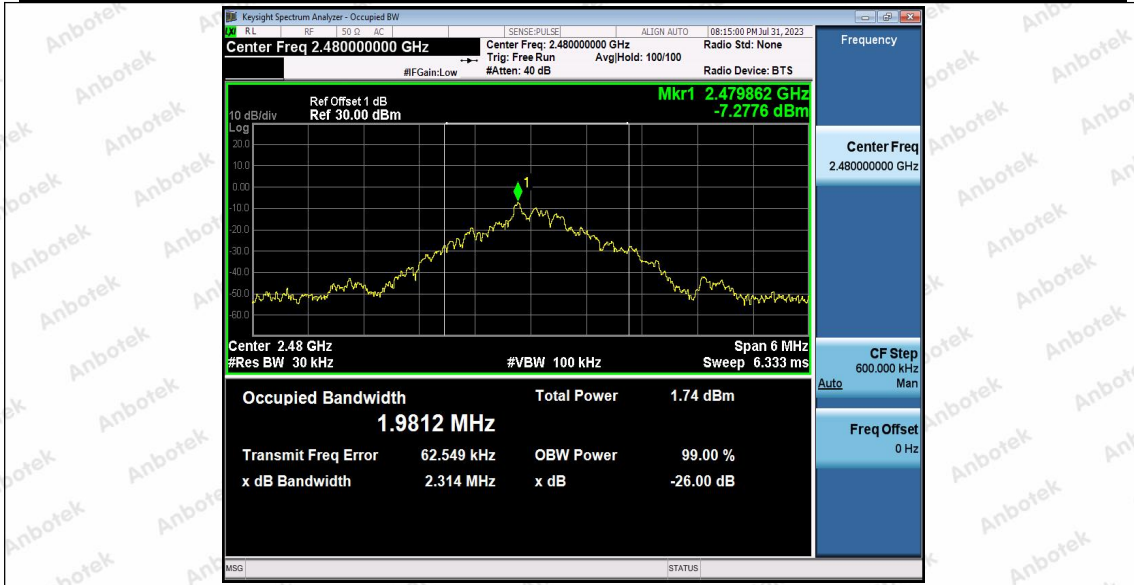 Keysight Spectrum Analyzer - Occupied BW
LXI RL RF 50 Ω AC SENSE:PULSE ALIGN AUTO 08:15:00 PM Jul 31, 2023
Center Freq 2.480000000 GHz
Center Freq: 2.480000000 GHz Radio Std: None
Trig: Free Run Avg|Hold: 100/100
#IFGain:Low #Atten: 40 dB Radio Device: BTS
Frequency
Mkr1 2.479862 GHz
-7.2776 dBm
Ref Offset 1 dB
10 dB/div Ref 30.00 dBm
Log
20.0
10.0
0.00
-10.0
-20.0
-30.0
-40.0
-50.0
-60.0
1
Center 2.48 GHz Span 6 MHz
#Res BW 30 kHz #VBW 100 kHz Sweep 6.333 ms
Center Freq
2.480000000 GHz
CF Step
600.000 kHz
Auto Man
Freq Offset
0 Hz
Occupied Bandwidth Total Power 1.74 dBm
1.9812 MHz
Transmit Freq Error 62.549 kHz OBW Power 99.00 %
x dB Bandwidth 2.314 MHz x dB -26.00 dB
MSG STATUS
Anbotek